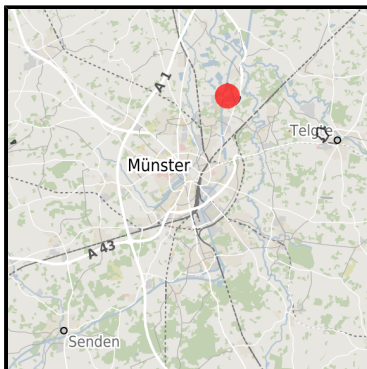 A 1
Telgte
Münster
A 43
Senden